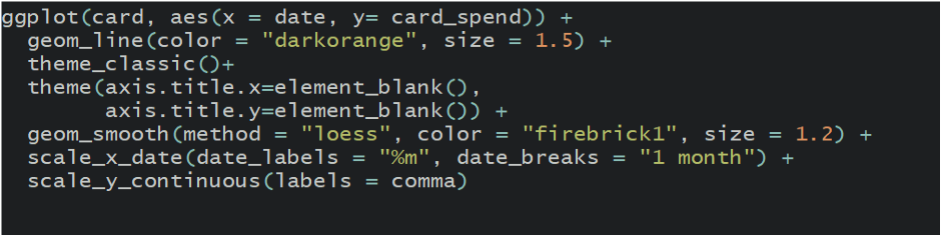 ggplot(card, aes(x = date, y= card_spend)) +
  geom_line(color = "darkorange", size = 1.5) +
  theme_classic()+
  theme(axis.title.x=element_blank(),
        axis.title.y=element_blank()) +
  geom_smooth(method = "loess", color = "firebrick1", size = 1.2) +
  scale_x_date(date_labels = "%m", date_breaks = "1 month") +
  scale_y_continuous(labels = comma)